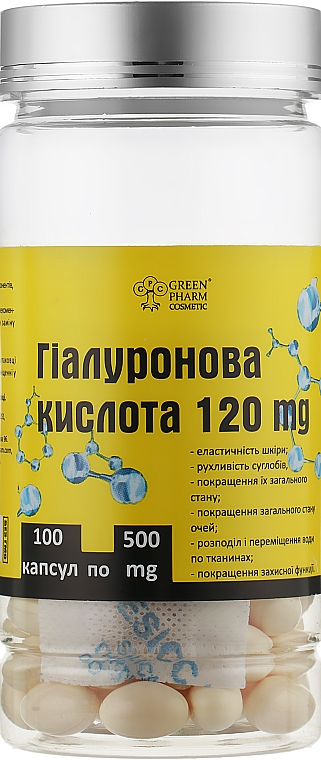 GPC
GREEN®
PHARM
COSMETIC
Гіалуронова
кислота 120 mg
- еластичність шкіри;
- рухливість суглобів,
- покращення їх загального
стану;
- покращення загального стану
очей;
- розподіл і переміщення води
по тканинах;
- покращення захисної функції.
100 500
капсул по mg